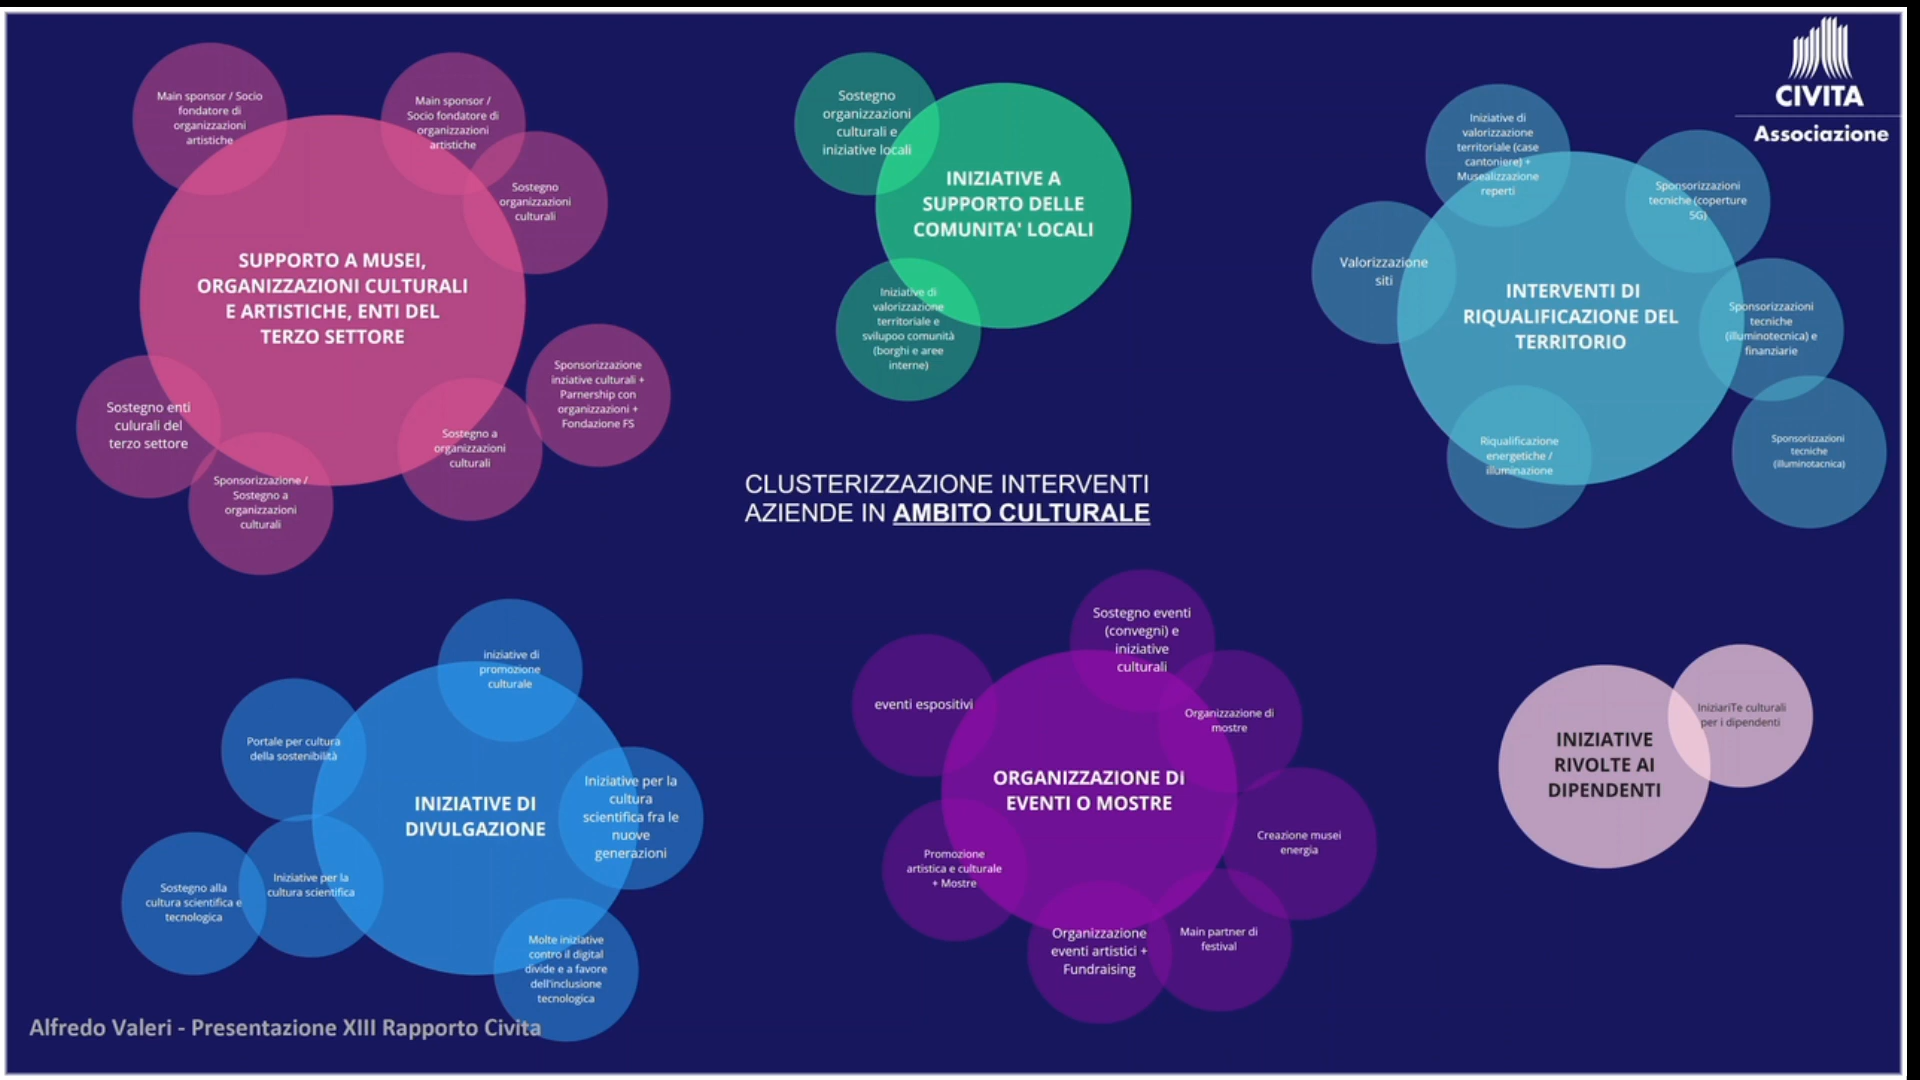 CIVITA
Associazione
Main sponsor / Socio
fondatore di
organizzazioni
artistiche
Main sponsor /
Socio fondatore di
organizzazioni
artistiche
Sostegno
organizzazioni
culturali
SUPPORTO A MUSEI,
ORGANIZZAZIONI CULTURALI
E ARTISTICHE, ENTI DEL
TERZO SETTORE
Sponsorizzazione
inziative culturali +
Parnership con
organizzazioni +
Fondazione FS
Sostegno enti
culurali del
terzo settore
Sostegno a
organizzazioni
culturali
Sponsorizzazione /
Sostegno a
organizzazioni
culturali
Sostegno
organizzazioni
culturali e
iniziative locali
INIZIATIVE A
SUPPORTO DELLE
COMUNITA' LOCALI
Iniziative di
valorizzazione
territoriale e
svilupoo comunità
(borghi e aree
interne)
Iniziative di
valorizzazione
territoriale (case
cantoniere) +
Musealizzazione
reperti
Sponsorizzazioni
tecniche (coperture
5G)
Valorizzazione
siti
INTERVENTI DI
RIQUALIFICAZIONE DEL
TERRITORIO
Sponsorizzazioni
tecniche
(illuminotecnica) e
finanziarie
Riqualificazione
energetiche /
illuminazione
Sponsorizzazioni
tecniche
(illuminotacnica)
CLUSTERIZZAZIONE INTERVENTI
AZIENDE IN AMBITO CULTURALE
iniziative di
promozione
culturale
Portale per cultura
della sostenibilità
INIZIATIVE DI
DIVULGAZIONE
Iniziative per la
cultura
scientifica fra le
nuove
generazioni
Sostegno alla
cultura scientifica e
tecnologica
Iniziative per la
cultura scientifica
Molte iniziative
contro il digital
divide e a favore
dell'inclusione
tecnologica
Sostegno eventi
(convegni) e
iniziative
culturali
eventi espositivi
Organizzazione di
mostre
ORGANIZZAZIONE DI
EVENTI O MOSTRE
Creazione musei
energia
Promozione
artistica e culturale
+ Mostre
Organizzazione
eventi artistici +
Fundraising
Main partner di
festival
IniziariTe culturali
per i dipendenti
INIZIATIVE
RIVOLTE AI
DIPENDENTI
Alfredo Valeri - Presentazione XIII Rapporto Civita